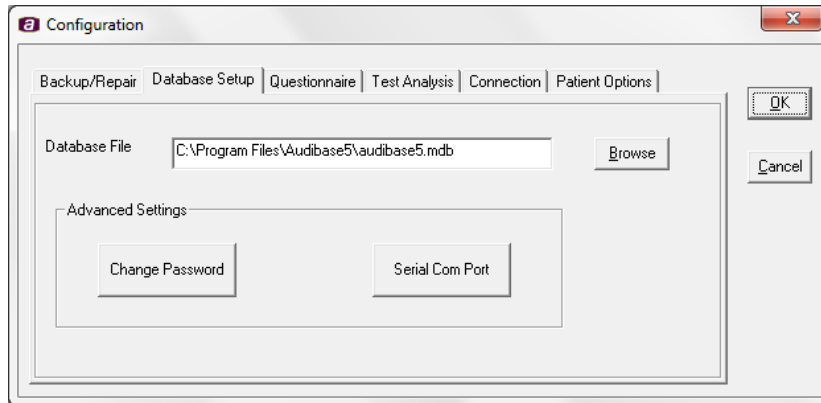 a Configuration
X
Backup/Repair Database Setup Questionnaire Test Analysis Connection Patient Options
OK
Database File C:\Program Files\Audibase5\audibase5.mdb Browse
Cancel
Advanced Settings
Change Password Serial Com Port